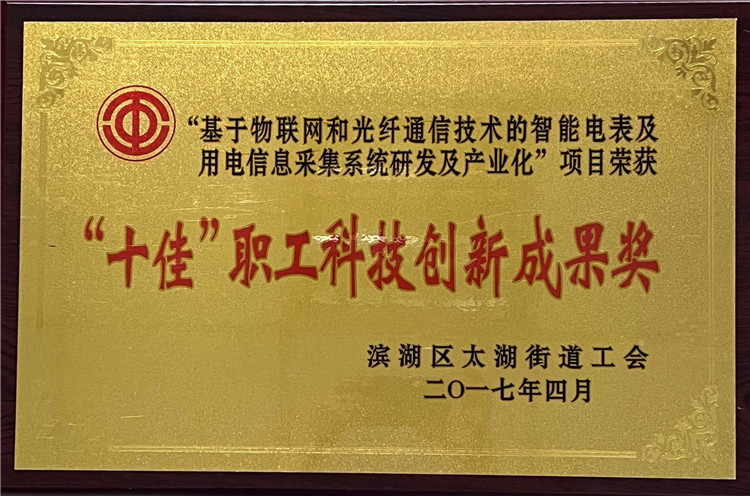 “基于物联网和光纤通信技术的智能电表及
用电信息采集系统研发及产业化”项目荣获
“十佳”职工科技创新成果奖
滨湖区太湖街道工会
二〇一七年四月